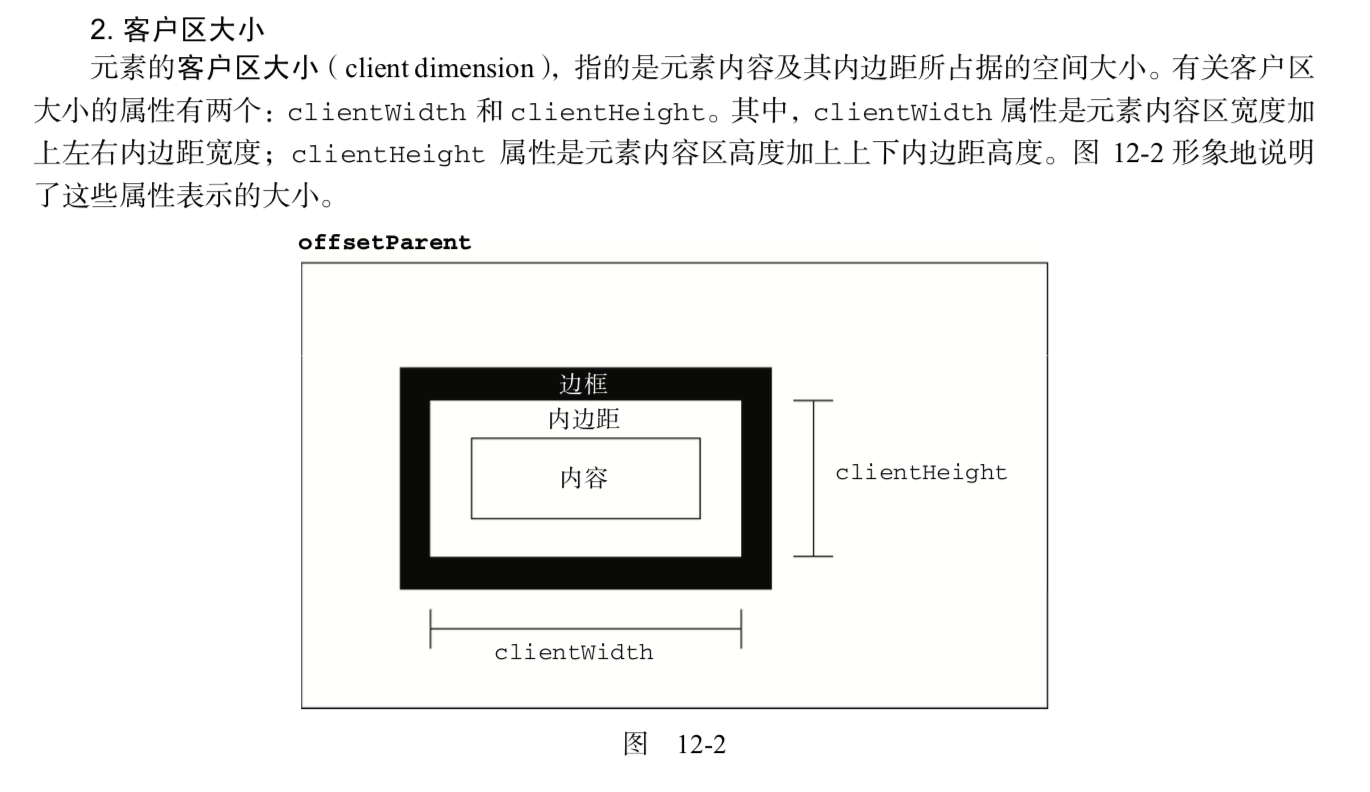 2. 客户区大小
元素的客户区大小（client dimension），指的是元素内容及其内边距所占据的空间大小。有关客户区
大小的属性有两个：clientWidth 和 clientHeight。其中，clientWidth 属性是元素内容区宽度加
上左右内边距宽度；clientHeight 属性是元素内容区高度加上上下内边距高度。图 12-2 形象地说明
了这些属性表示的大小。
offsetParent
边框
内边距
内容
clientHeight
clientWidth
图 12-2